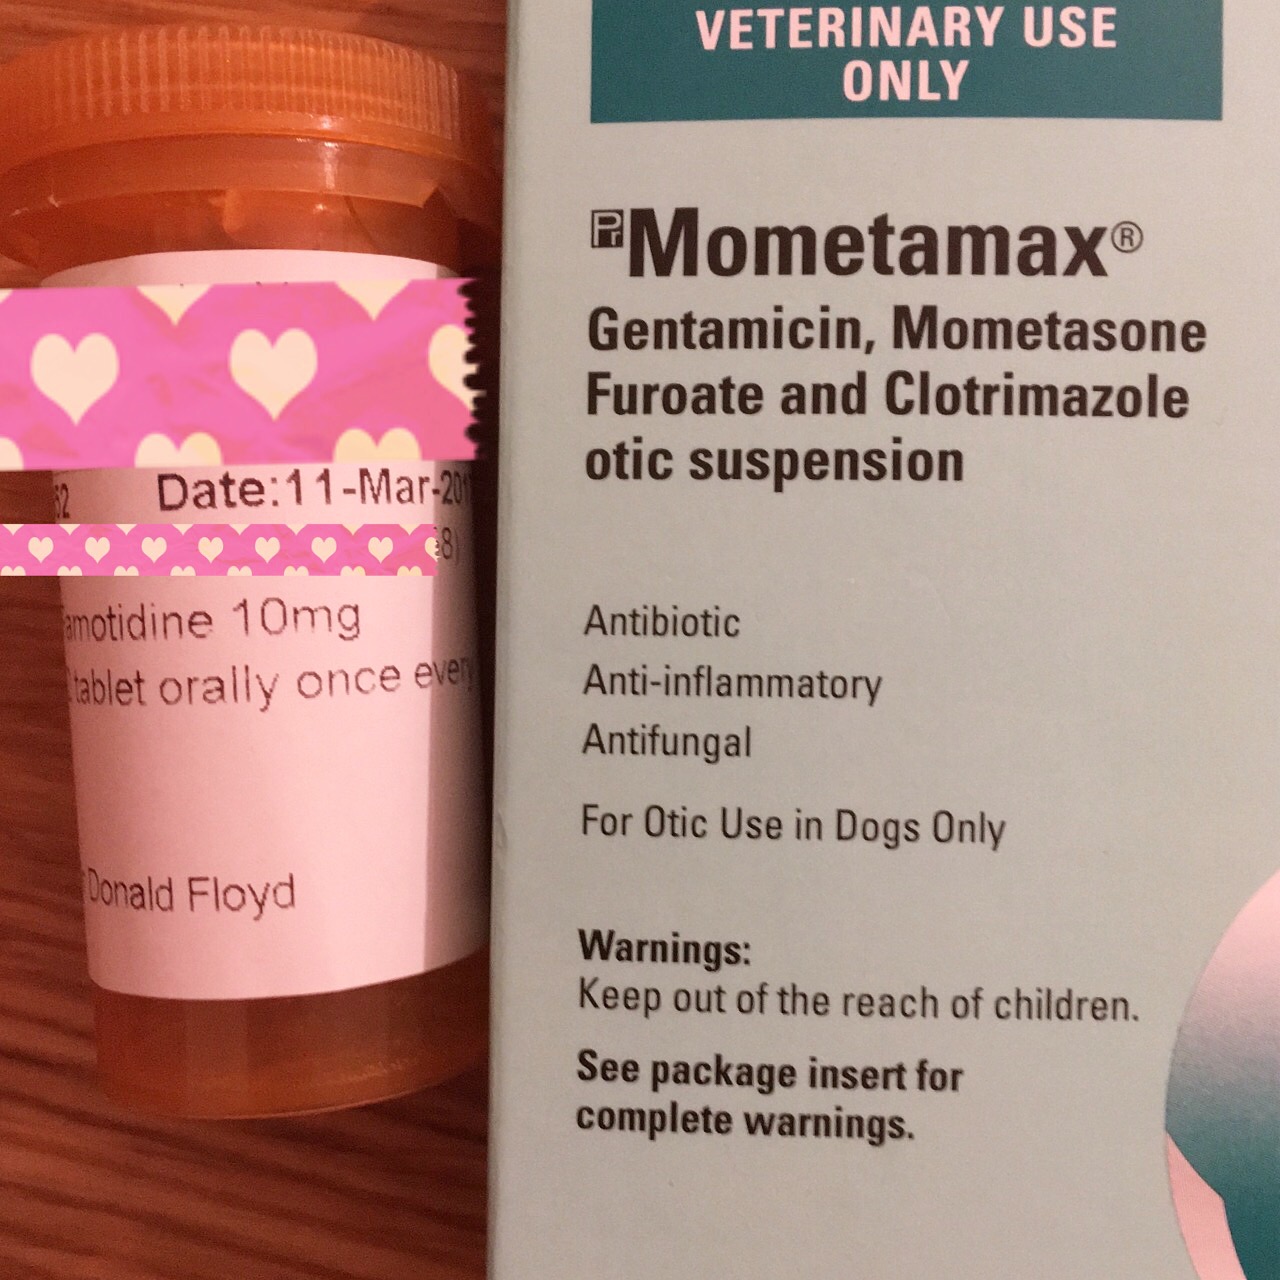 Date:11-Mar-201
amotidine 10mg
tablet orally once every
Donald Floyd
VETERINARY USE
ONLY
Pr Mometamax®
Gentamicin, Mometasone
Furoate and Clotrimazole
otic suspension
Antibiotic
Anti-inflammatory
Antifungal
For Otic Use in Dogs Only
Warnings:
Keep out of the reach of children.
See package insert for
complete warnings.